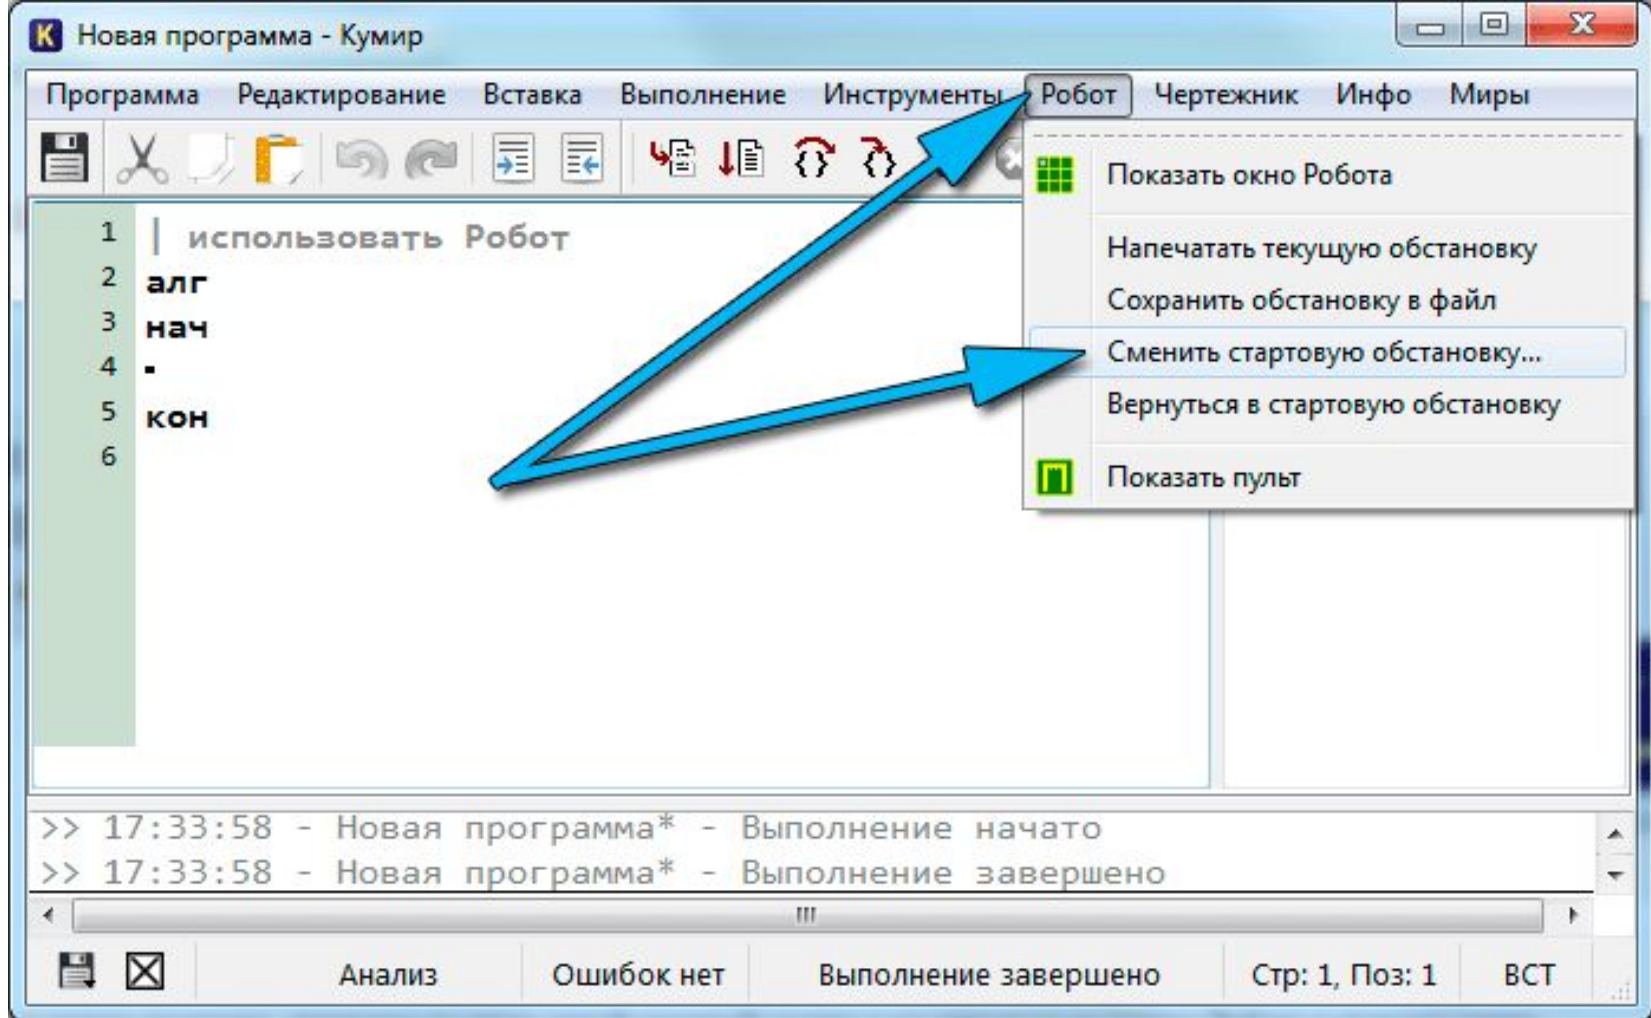 Новая программа - Кумир
Программа Редактирование Вставка Выполнение Инструменты Робот Чертежник Инфо Миры
Показать окно Робота
Напечатать текущую обстановку
Сохранить обстановку в файл
Сменить стартовую обстановку...
Вернуться в стартовую обстановку
Показать пульт
1 | использовать Робот
2 алг
3 нач
4
5 кон
6
>> 17:33:58 - Новая программа* - Выполнение начато
>> 17:33:58 - Новая программа* - Выполнение завершено
Анализ Ошибок нет Выполнение завершено Стр: 1, Поз: 1 ВСТ